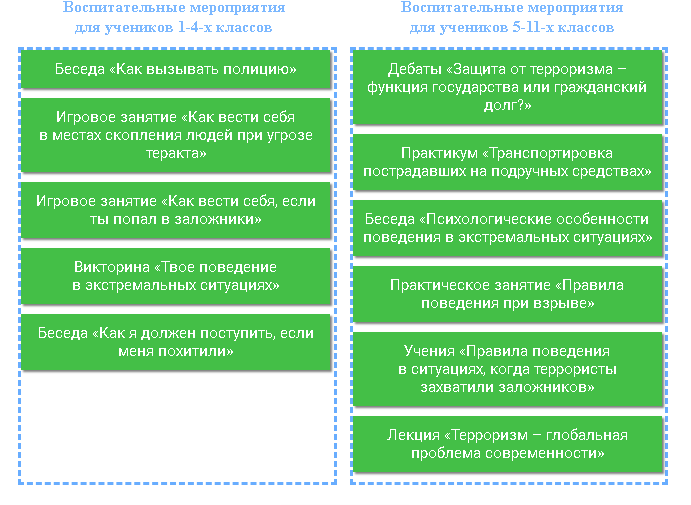 Воспитательные мероприятия
для учеников 1-4-х классов
Беседа «Как вызывать полицию»
Игровое занятие «Как вести себя
в местах скопления людей при угрозе
теракта»
Игровое занятие «Как вести себя, если
ты попал в заложники»
Викторина «Твое поведение
в экстремальных ситуациях»
Беседа «Как я должен поступить, если
меня похитили»
Воспитательные мероприятия
для учеников 5-11-х классов
Дебаты «Защита от терроризма –
функция государства или гражданский
долг?»
Практикум «Транспортировка
пострадавших на подручных средствах»
Беседа «Психологические особенности
поведения в экстремальных ситуациях»
Практическое занятие «Правила
поведения при взрыве»
Учения «Правила поведения
в ситуациях, когда террористы
захватили заложников»
Лекция «Терроризм – глобальная
проблема современности»